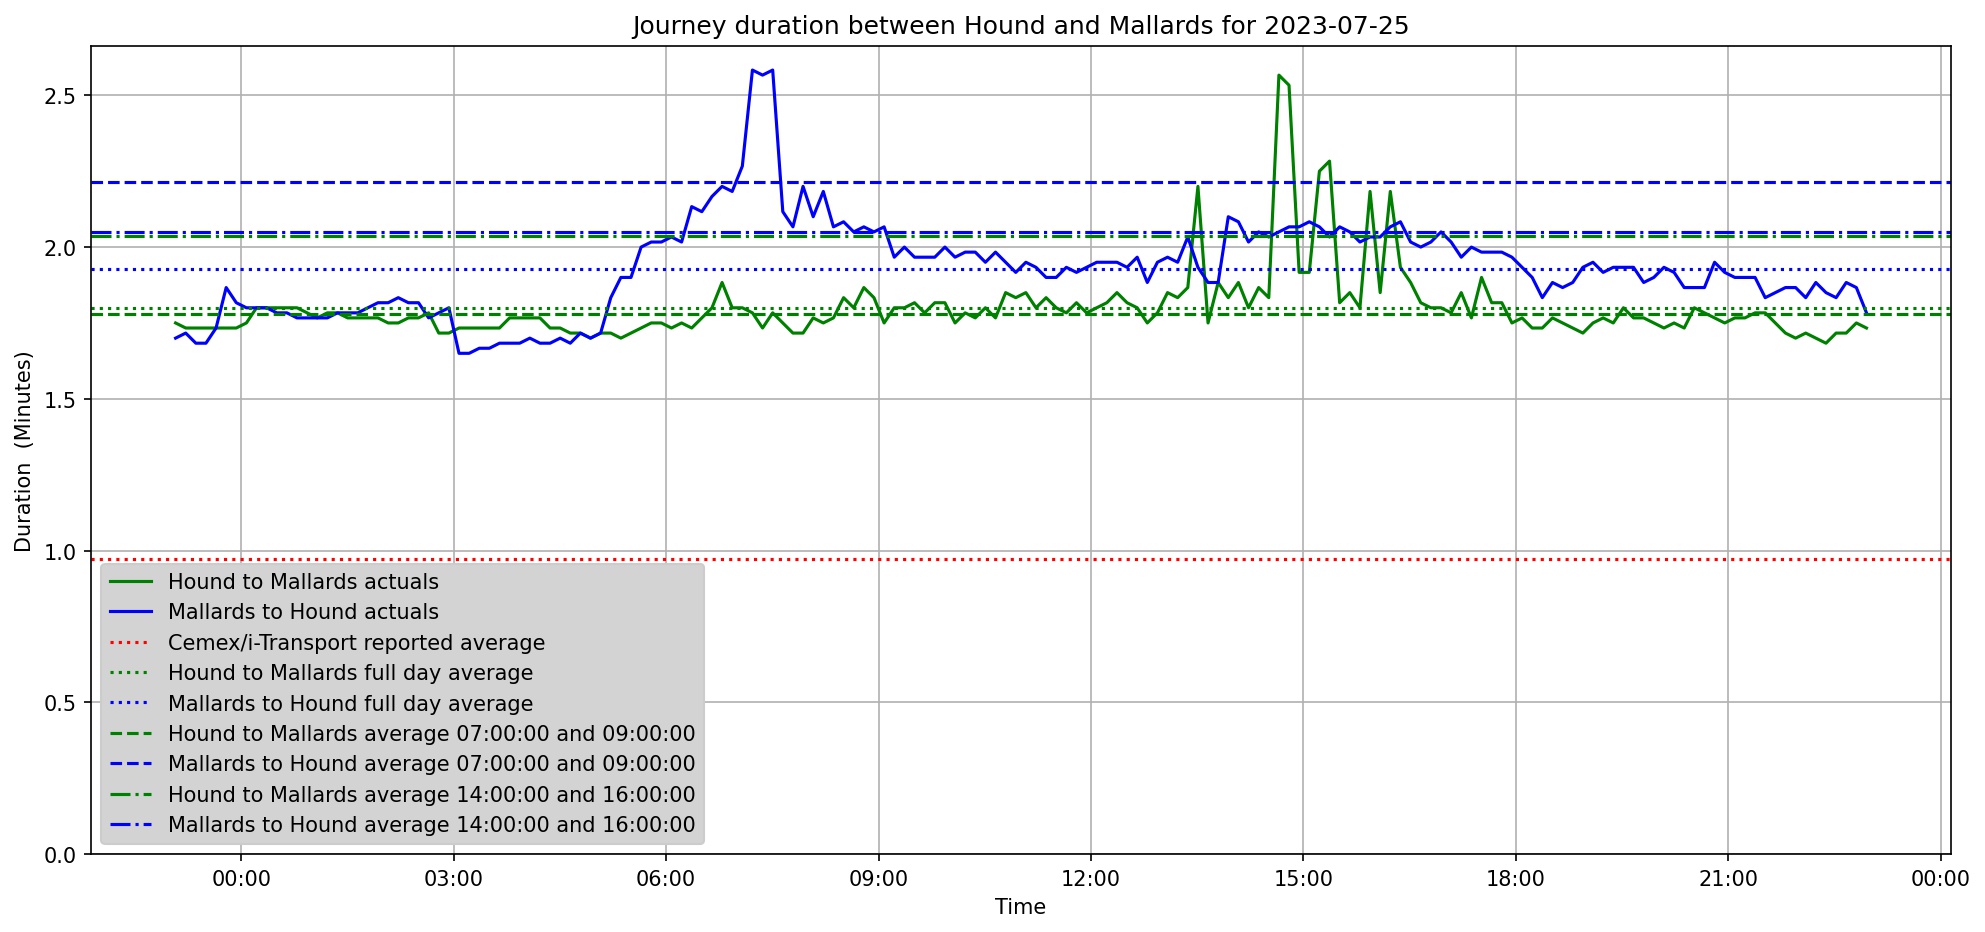 Journey duration between Hound and Mallards for 2023-07-25
2.5
2.0
1.5
1.0
0.5
0.0
Duration (Minutes)
Hound to Mallards actuals
Mallards to Hound actuals
Cemex/i-Transport reported average
Hound to Mallards full day average
Mallards to Hound full day average
Hound to Mallards average 07:00:00 and 09:00:00
Mallards to Hound average 07:00:00 and 09:00:00
Hound to Mallards average 14:00:00 and 16:00:00
Mallards to Hound average 14:00:00 and 16:00:00
00:00 03:00 06:00 09:00 12:00 15:00 18:00 21:00 00:00
Time